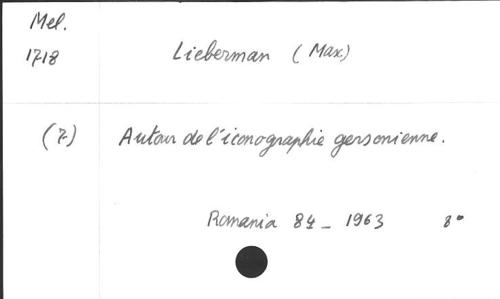 Mel.
1718
Lieberman (Max)
(7)
Autour de l'iconographie gersonienne.
Romania 84 - 1963 8°